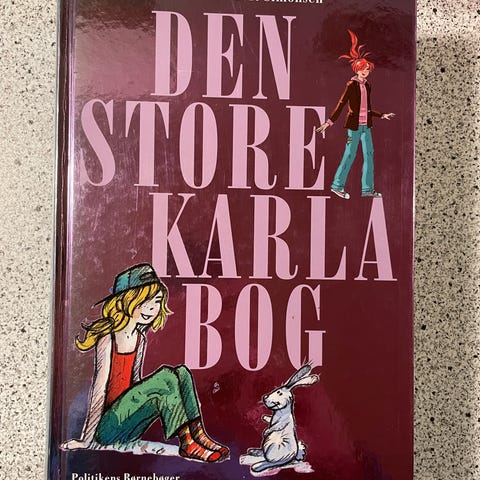 DEN
STORE
KARLA
BOG
Politikens Børnebøger